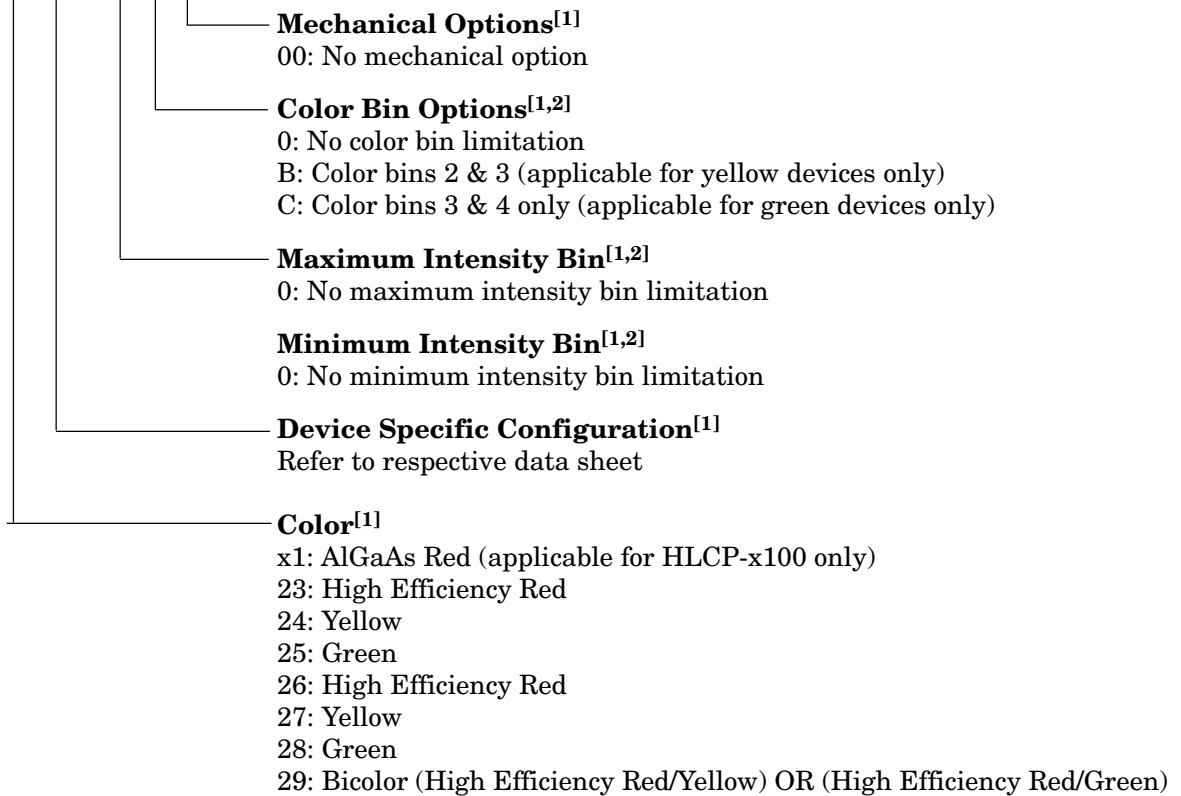 Mechanical Options[1]
00: No mechanical option
Color Bin Options[1,2]
0: No color bin limitation
B: Color bins 2 & 3 (applicable for yellow devices only)
C: Color bins 3 & 4 only (applicable for green devices only)
Maximum Intensity Bin[1,2]
0: No maximum intensity bin limitation
Minimum Intensity Bin[1,2]
0: No minimum intensity bin limitation
Device Specific Configuration[1]
Refer to respective data sheet
Color[1]
x1: AlGaAs Red (applicable for HLCP-x100 only)
23: High Efficiency Red
24: Yellow
25: Green
26: High Efficiency Red
27: Yellow
28: Green
29: Bicolor (High Efficiency Red/Yellow) OR (High Efficiency Red/Green)